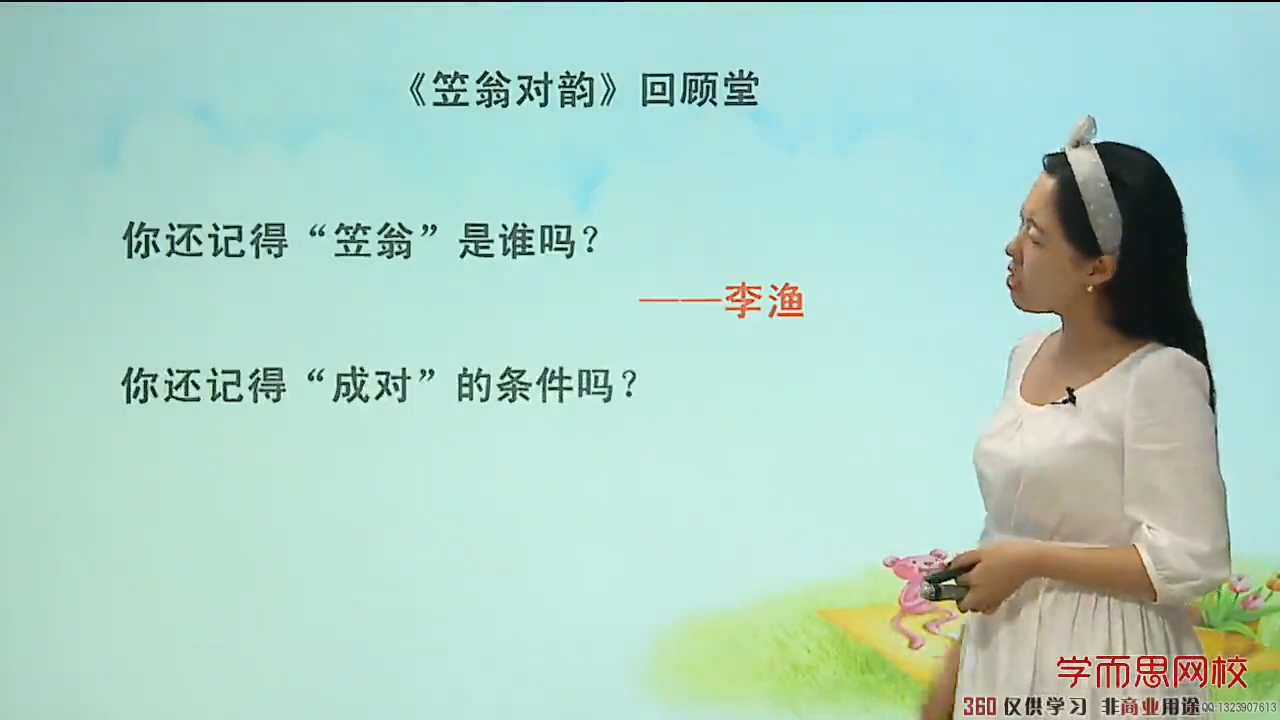 《笠翁对韵》回顾堂
你还记得“笠翁”是谁吗？
——李渔
你还记得“成对”的条件吗？
学而思网校
360 仅供学习 非商业用途 QQ:1323907613